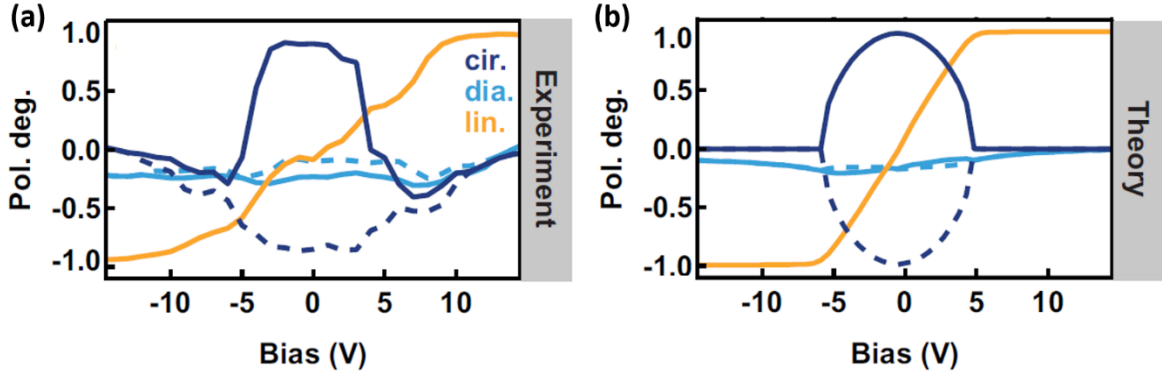 (a)
1.0
0.5
0.0
-0.5
-1.0
Pol. deg.
cir.
dia.
lin.
-10 -5 0 5 10
Bias (V)
Experiment
(b)
1.0
0.5
0.0
-0.5
-1.0
Pol. deg.
-10 -5 0 5 10
Bias (V)
Theory